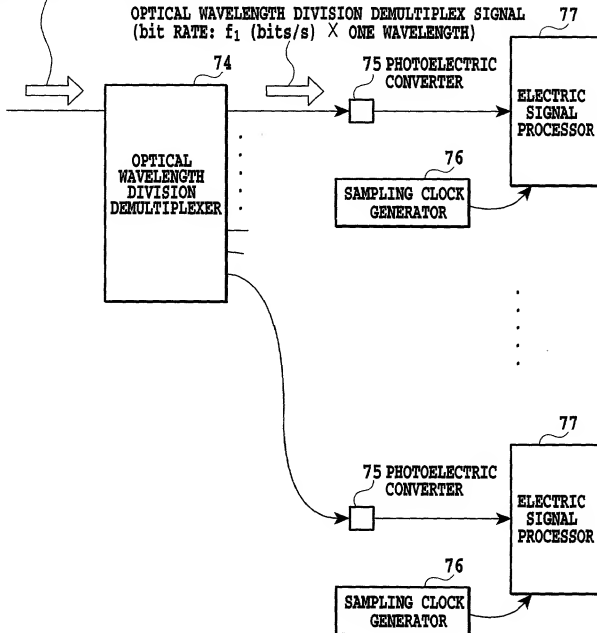 OPTICAL WAVELENGTH DIVISION DEMULTIPLEX SIGNAL
(bit RATE: f₁ (bits/s) X ONE WAVELENGTH)
77
74
75 PHOTOELECTRIC
CONVERTER
ELECTRIC
SIGNAL
PROCESSOR
76
OPTICAL
WAVELENGTH
DIVISION
DEMULTIPLEXER
SAMPLING CLOCK
GENERATOR
77
75 PHOTOELECTRIC
CONVERTER
ELECTRIC
SIGNAL
PROCESSOR
76
SAMPLING CLOCK
GENERATOR